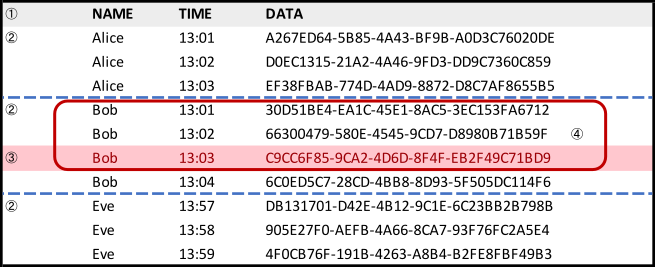 ① NAME TIME DATA
② Alice 13:01 A267ED64-5B85-4A43-BF9B-A0D3C76020DE
Alice 13:02 D0EC1315-21A2-4A46-9FD3-DD9C7360C859
Alice 13:03 EF38FBAB-774D-4AD9-8872-D8C7AF8655B5
② Bob 13:01 30D51BE4-EA1C-45E1-8AC5-3EC153FA6712
Bob 13:02 66300479-580E-4545-9CD7-D8980B71B59F ④
③ Bob 13:03 C9CC6F85-9CA2-4D6D-8F4F-EB2F49C71BD9
Bob 13:04 6C0ED5C7-28CD-4BB8-8D93-5F505DC114F6
② Eve 13:57 DB131701-D42E-4B12-9C1E-6C23BB2B798B
Eve 13:58 905E27F0-AEFB-4A66-8CA7-93F76FC2A5E4
Eve 13:59 4F0CB76F-191B-4263-A8B4-B2FE8FBF49B3